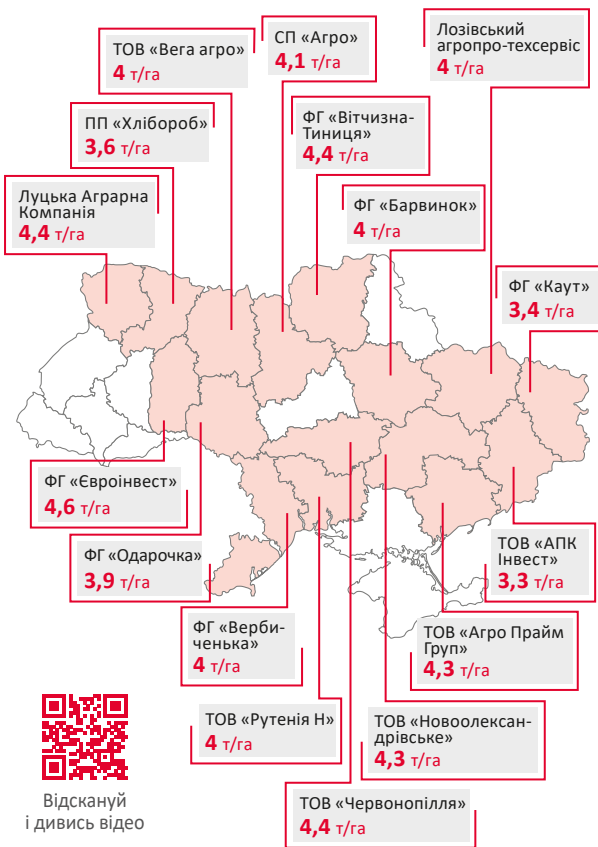 ТОВ «Вега агро»
4 т/га
СП «Агро»
4,1 т/га
Лозівський
агропро-техсервіс
4 т/га
ПП «Хлібороб»
3,6 т/га
ФГ «Вітчизна-
Тиниця»
4,4 т/га
Луцька Аграрна
Компанія
4,4 т/га
ФГ «Барвинок»
4 т/га
ФГ «Каут»
3,4 т/га
ФГ «Євроінвест»
4,6 т/га
ФГ «Одарочка»
3,9 т/га
ТОВ «АПК
Інвест»
3,3 т/га
ФГ «Верби-
ченька»
4 т/га
ТОВ «Агро Прайм
Груп»
4,3 т/га
ТОВ «Рутенія Н»
4 т/га
ТОВ «Новоолексан-
дрівське»
4,3 т/га
ТОВ «Червонопілля»
4,4 т/га
Відскануй
і дивись відео